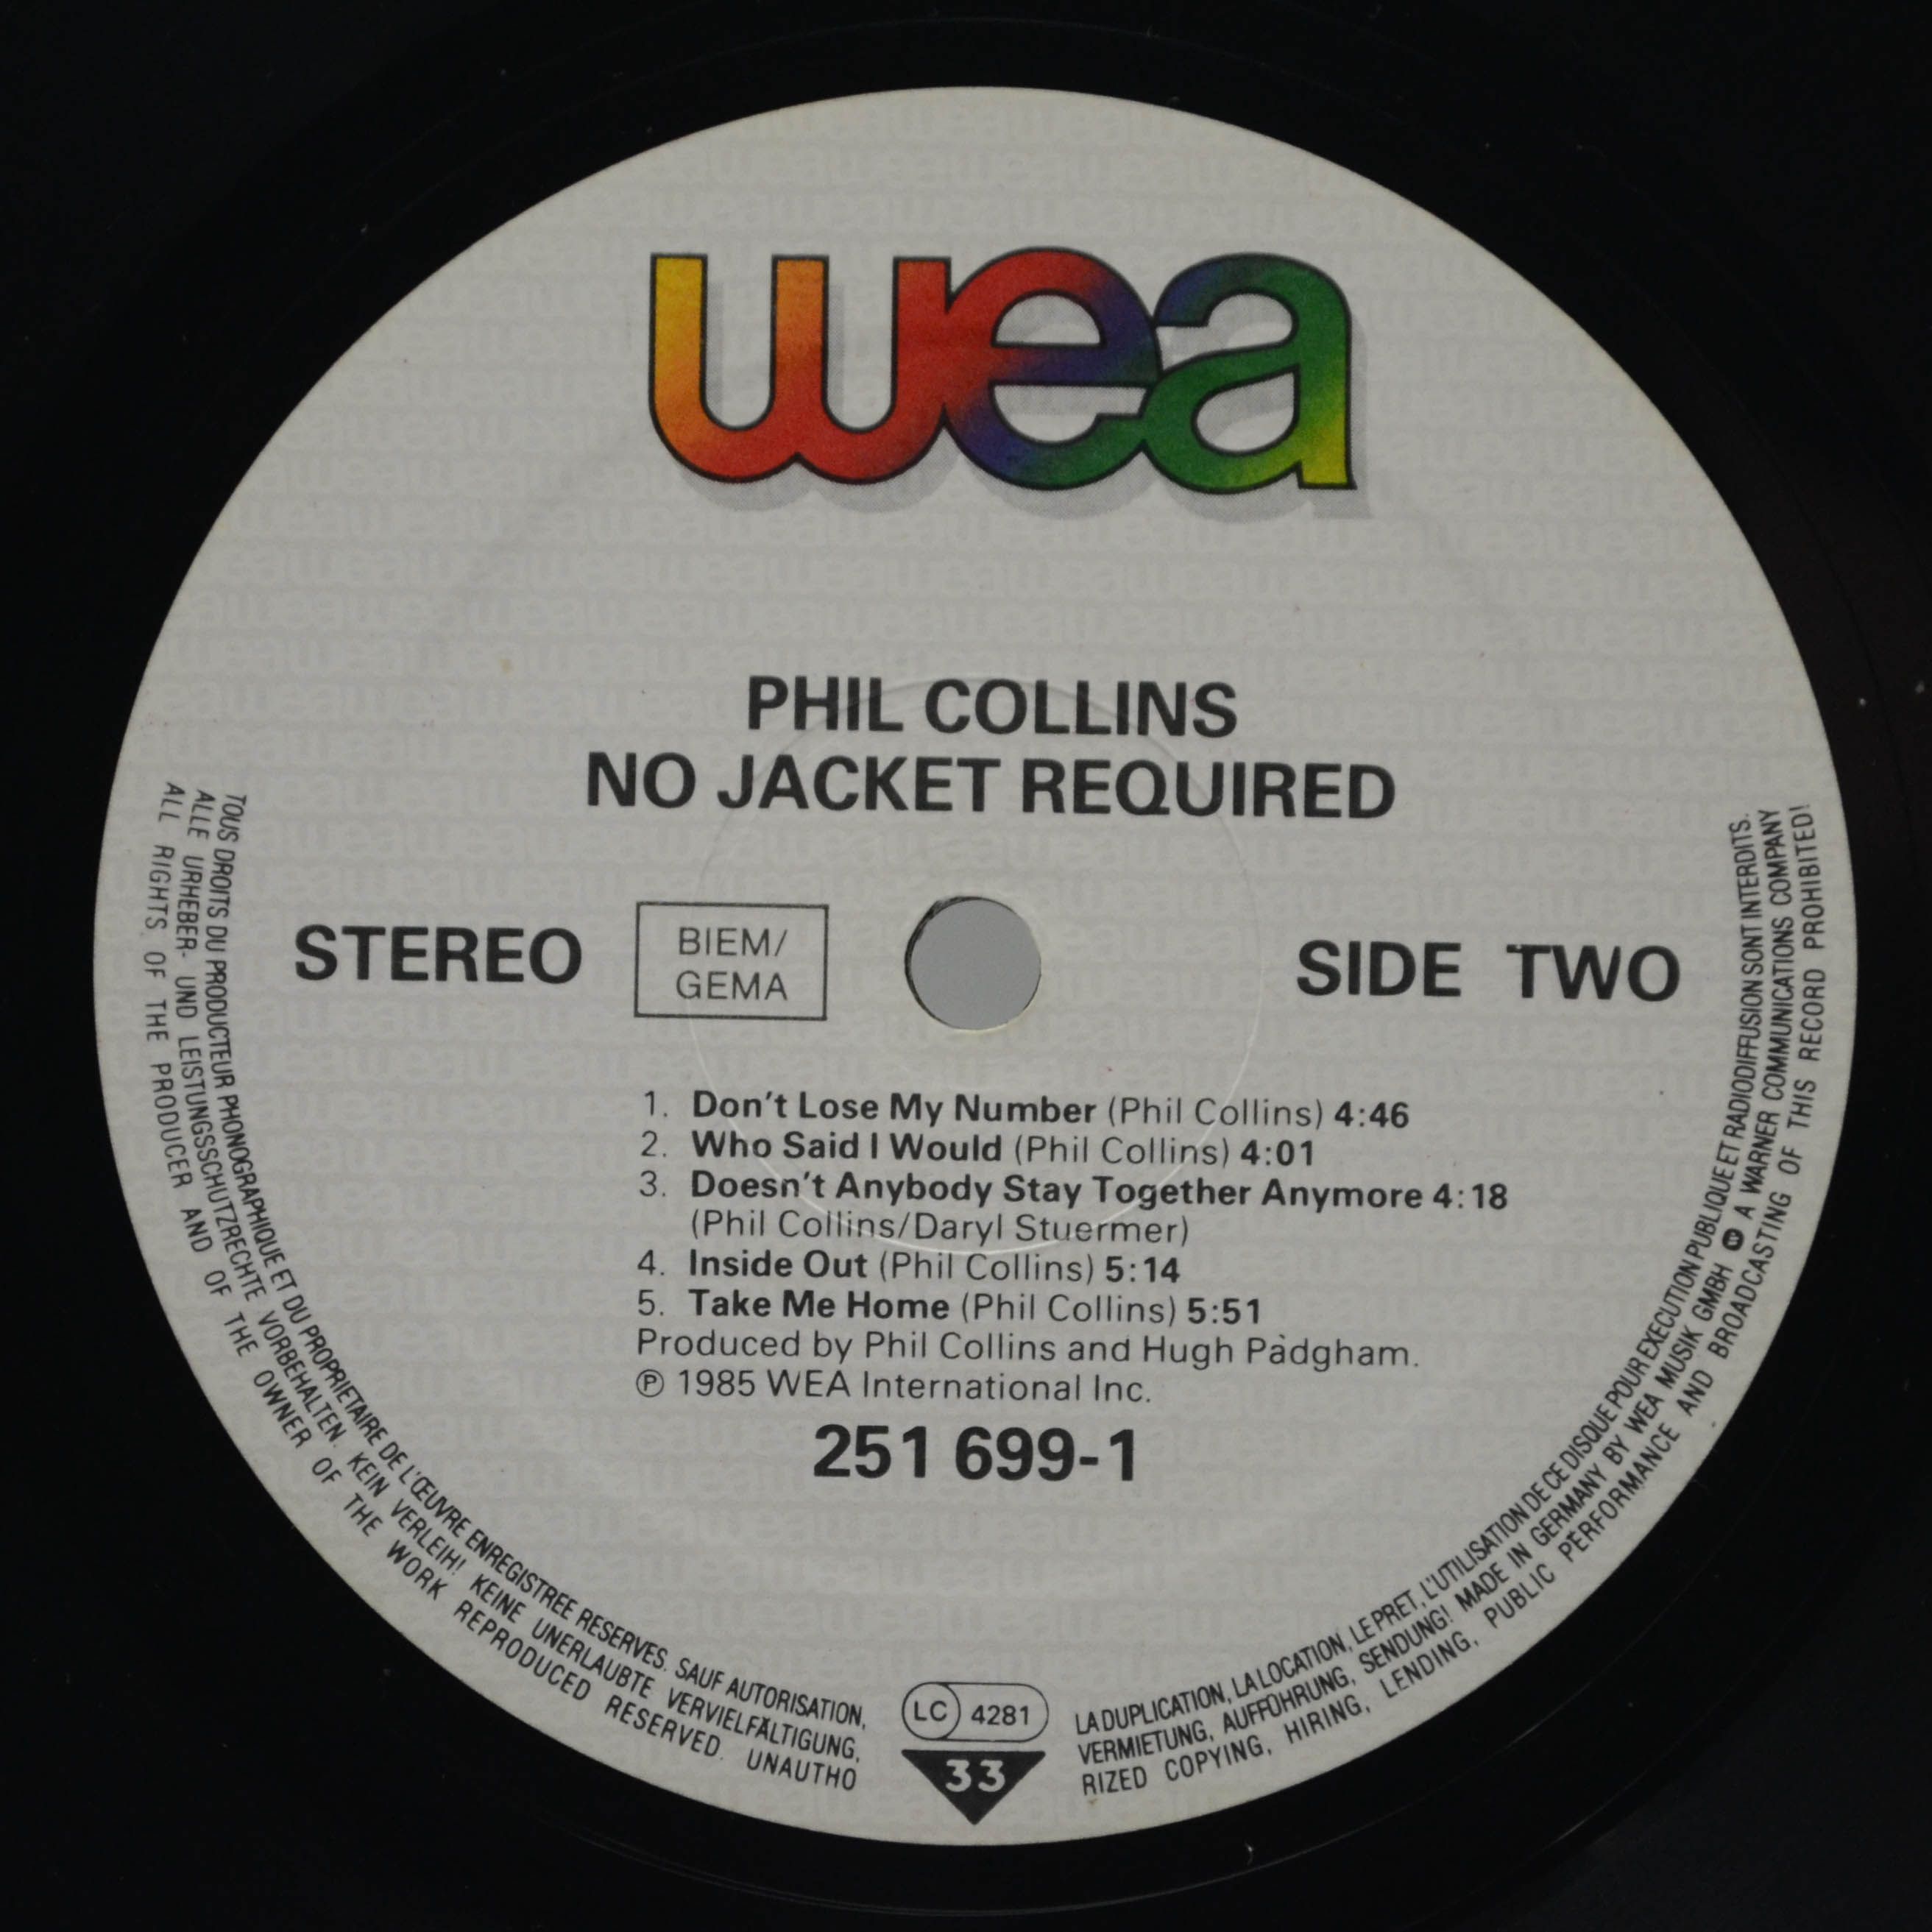 wea
PHIL COLLINS
NO JACKET REQUIRED
STEREO
BIEM/
GEMA
SIDE TWO
1. Don't Lose My Number (Phil Collins) 4:46
2. Who Said I Would (Phil Collins) 4:01
3. Doesn't Anybody Stay Together Anymore 4:18
(Phil Collins/Daryl Stuermer)
4. Inside Out (Phil Collins) 5:14
5. Take Me Home (Phil Collins) 5:51
Produced by Phil Collins and Hugh Padgham.
℗ 1985 WEA International Inc.
251 699-1
TOUS DROITS DU PRODUCTEUR PHONOGRAPHIQUE ET DU PROPRIETAIRE DE L'ŒUVRE ENREGISTREE RESERVES. SAUF AUTORISATION, LA DUPLICATION, LA LOCATION, LE PRET, L'UTILISATION DE CE DISQUE POUR EXECUTION PUBLIQUE ET RADIODIFFUSION SONT INTERDITS.
ALLE URHEBER- UND LEISTUNGSSCHUTZRECHTE VORBEHALTEN. KEIN VERLEIH! KEINE UNERLAUBTE VERVIELFÄLTIGUNG, VERMIETUNG, AUFFÜHRUNG, SENDUNG! MADE IN GERMANY BY WEA MUSIK GMBH W A WARNER COMMUNICATIONS COMPANY
ALL RIGHTS OF THE PRODUCER AND OF THE OWNER OF THE WORK REPRODUCED RESERVED. UNAUTHORIZED COPYING, HIRING, LENDING, PUBLIC PERFORMANCE AND BROADCASTING OF THIS RECORD PROHIBITED!
LC 4281
33